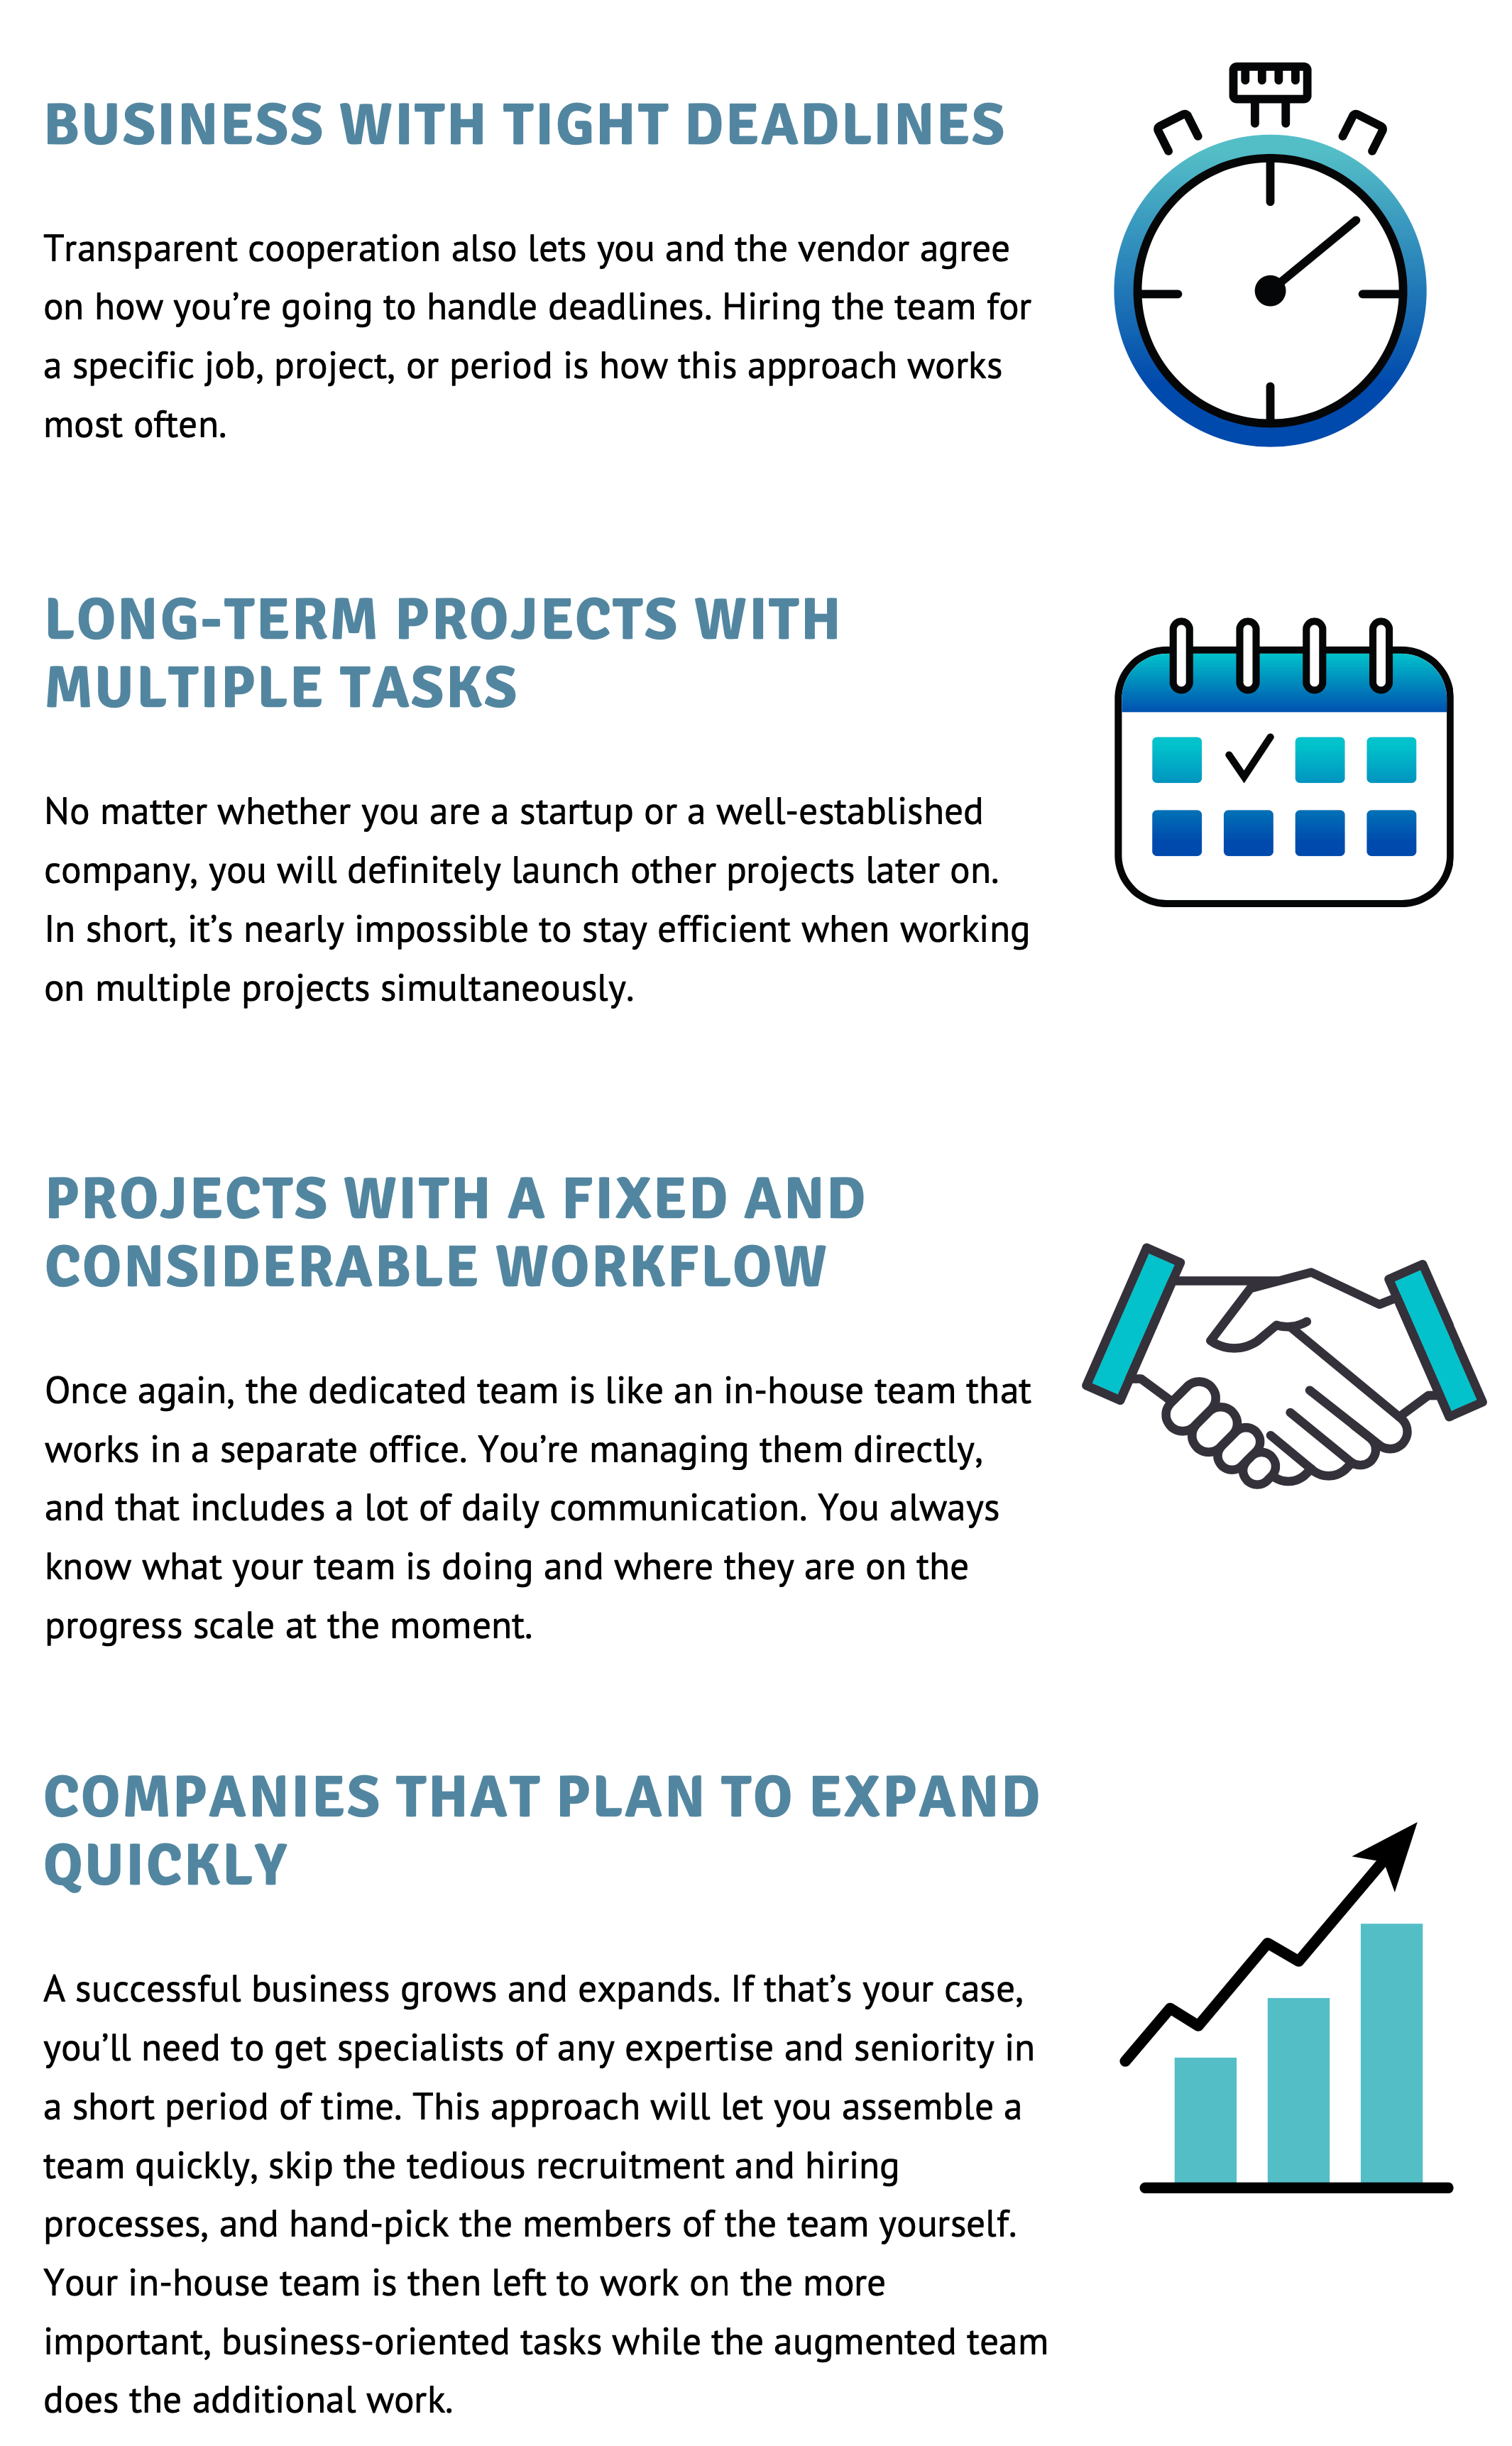 BUSINESS WITH TIGHT DEADLINES
Transparent cooperation also lets you and the vendor agree
on how you’re going to handle deadlines. Hiring the team for
a specific job, project, or period is how this approach works
most often.
LONG-TERM PROJECTS WITH
MULTIPLE TASKS
No matter whether you are a startup or a well-established
company, you will definitely launch other projects later on.
In short, it’s nearly impossible to stay efficient when working
on multiple projects simultaneously.
PROJECTS WITH A FIXED AND
CONSIDERABLE WORKFLOW
Once again, the dedicated team is like an in-house team that
works in a separate office. You’re managing them directly,
and that includes a lot of daily communication. You always
know what your team is doing and where they are on the
progress scale at the moment.
COMPANIES THAT PLAN TO EXPAND
QUICKLY
A successful business grows and expands. If that’s your case,
you’ll need to get specialists of any expertise and seniority in
a short period of time. This approach will let you assemble a
team quickly, skip the tedious recruitment and hiring
processes, and hand-pick the members of the team yourself.
Your in-house team is then left to work on the more
important, business-oriented tasks while the augmented team
does the additional work.